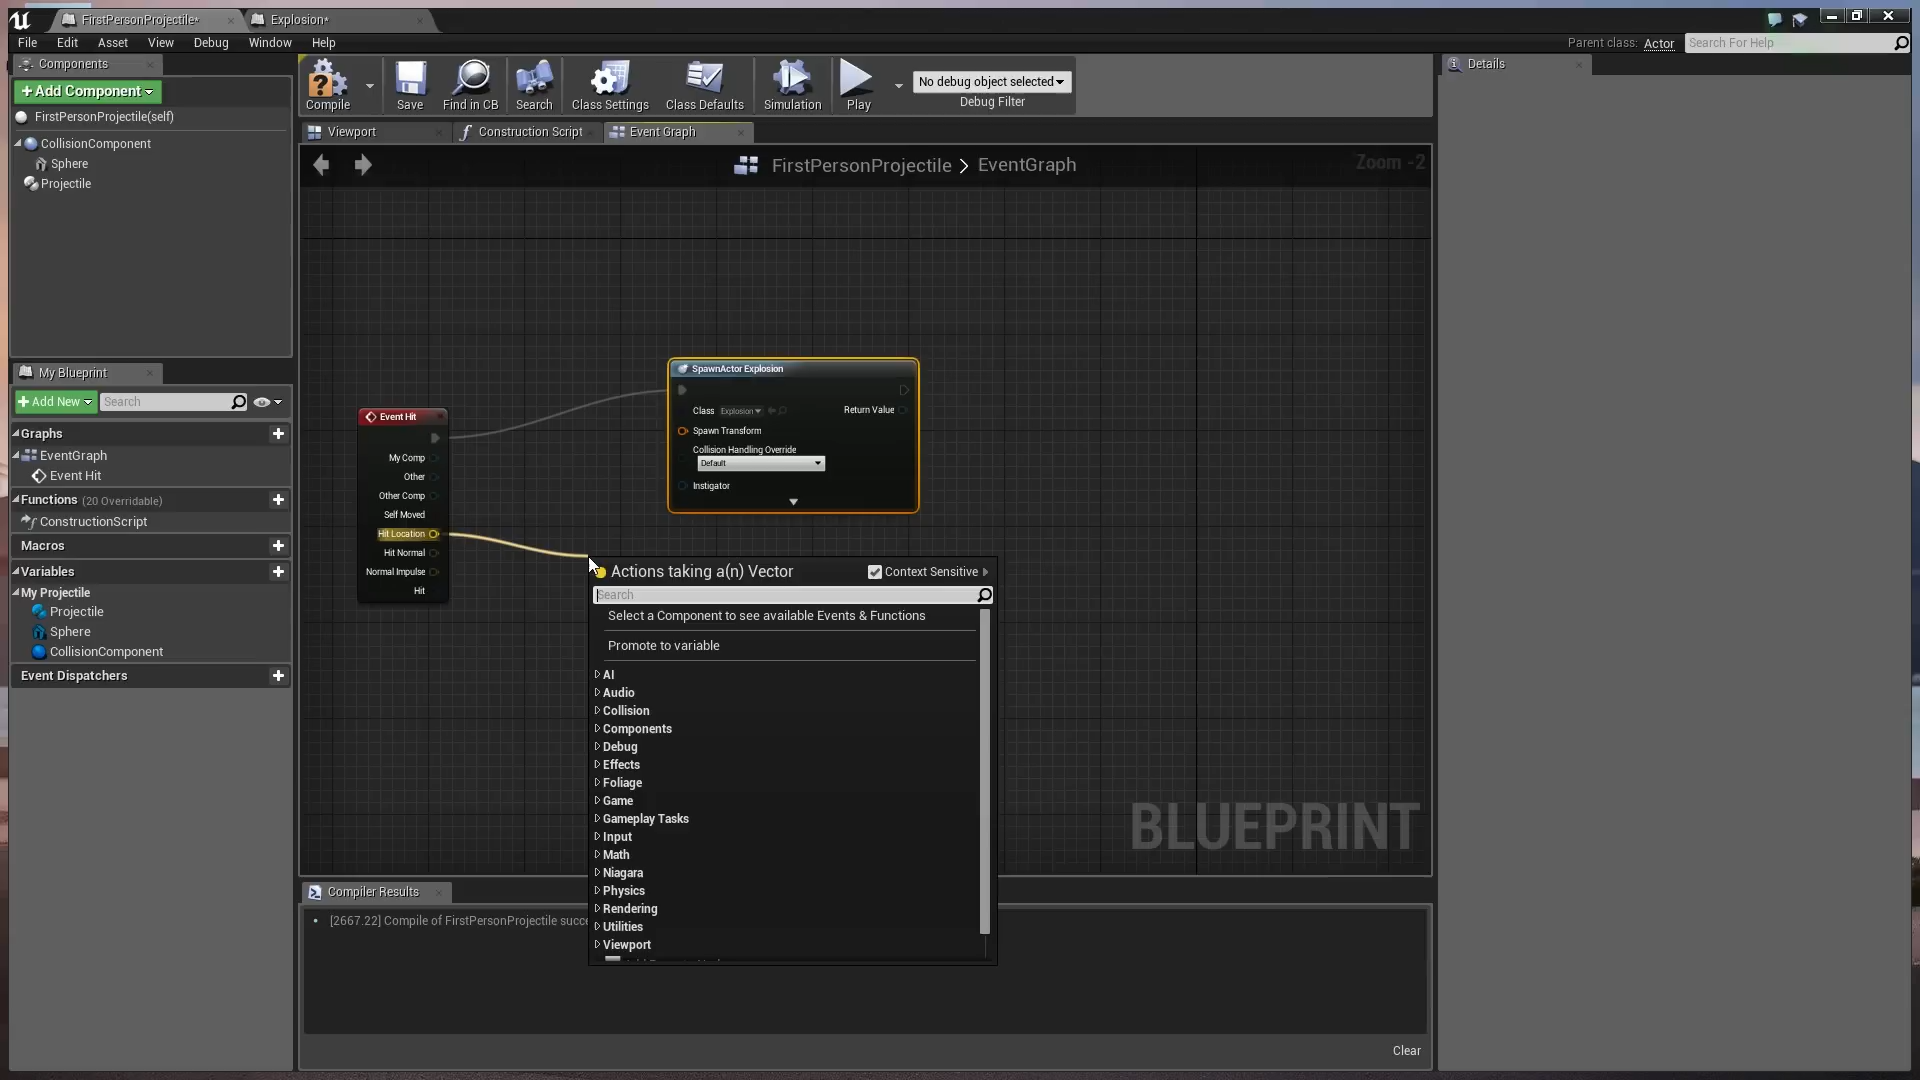 FirstPersonProjectile*
Explosion*
File
Edit
Asset
View
Debug
Window
Help
Parent class:
Actor
Search For Help
Components
+Add Component
FirstPersonProjectile(self)
CollisionComponent
Sphere
Projectile
Compile
Save
Find in CB
Search
Class Settings
Class Defaults
Simulation
Play
No debug object selected
Debug Filter
Details
Viewport
Construction Script
Event Graph
FirstPersonProjectile > EventGraph
Zoom -2
My Blueprint
+Add New
Search
Graphs
EventGraph
Event Hit
Functions (20 Overridable)
ConstructionScript
Macros
Variables
My Projectile
Projectile
Sphere
CollisionComponent
Event Dispatchers
Event Hit
My Comp
Other
Other Comp
Self Moved
Hit Location
Hit Normal
Normal Impulse
Hit
SpawnActor Explosion
Class Explosion
Return Value
Spawn Transform
Collision Handling Override
Default
Instigator
Actions taking a(n) Vector
Context Sensitive
Search
Select a Component to see available Events & Functions
Promote to variable
AI
Audio
Collision
Components
Debug
Effects
Foliage
Game
Gameplay Tasks
Input
Math
Niagara
Physics
Rendering
Utilities
Viewport
BLUEPRINT
Compiler Results
[2667.22] Compile of FirstPersonProjectile succe
Clear